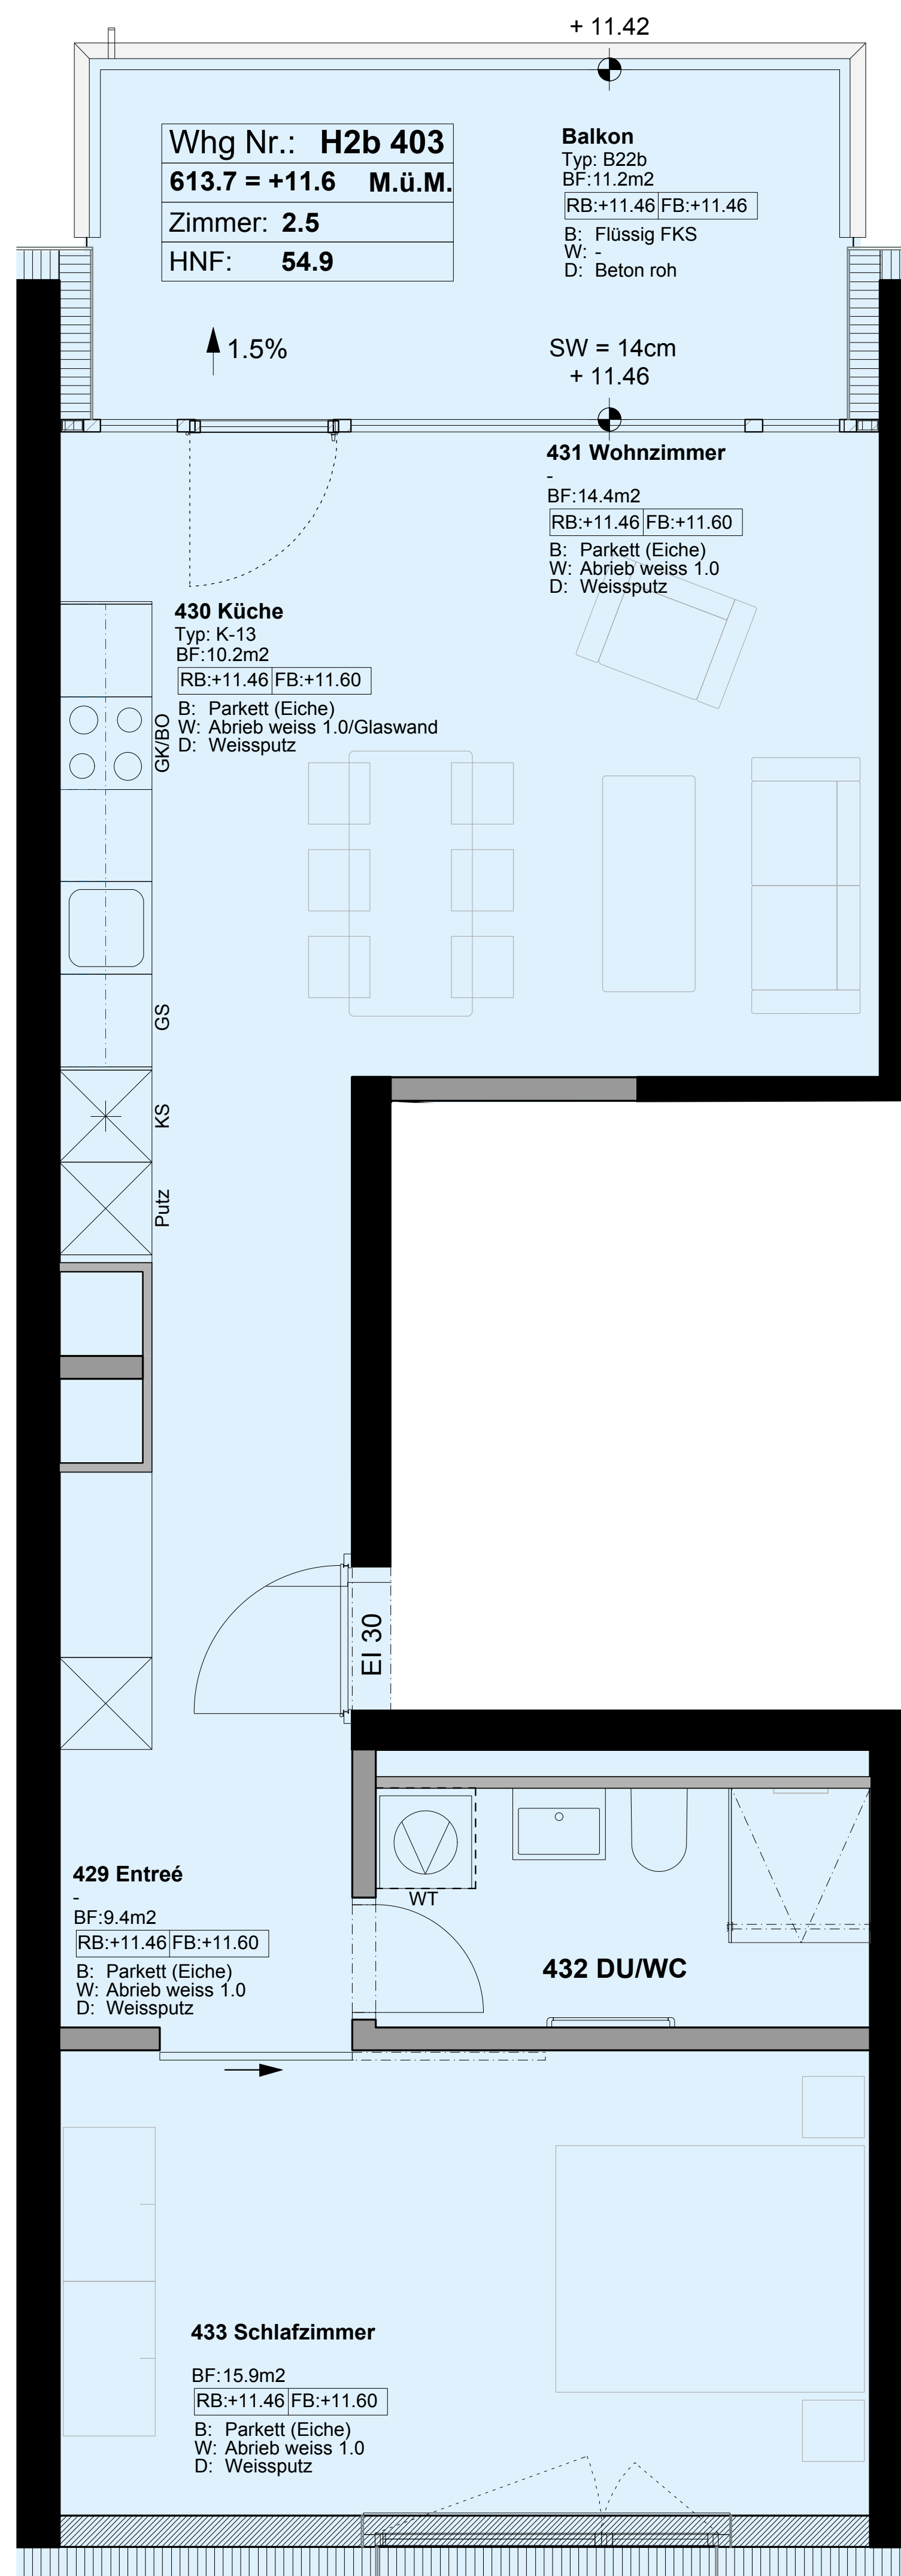 + 11.42
Whg Nr.: H2b 403
613.7 = +11.6 M.ü.M.
Zimmer: 2.5
HNF: 54.9
Balkon
Typ: B22b
BF:11.2m2
RB:+11.46 FB:+11.46
B: Flüssig FKS
W: -
D: Beton roh
1.5%
SW = 14cm
+ 11.46
431 Wohnzimmer
-
BF:14.4m2
RB:+11.46 FB:+11.60
B: Parkett (Eiche)
W: Abrieb weiss 1.0
D: Weissputz
430 Küche
Typ: K-13
BF:10.2m2
RB:+11.46 FB:+11.60
B: Parkett (Eiche)
W: Abrieb weiss 1.0/Glaswand
D: Weissputz
GK/BO
GS
KS
Putz
EI 30
WT
432 DU/WC
429 Entreé
-
BF:9.4m2
RB:+11.46 FB:+11.60
B: Parkett (Eiche)
W: Abrieb weiss 1.0
D: Weissputz
433 Schlafzimmer
BF:15.9m2
RB:+11.46 FB:+11.60
B: Parkett (Eiche)
W: Abrieb weiss 1.0
D: Weissputz